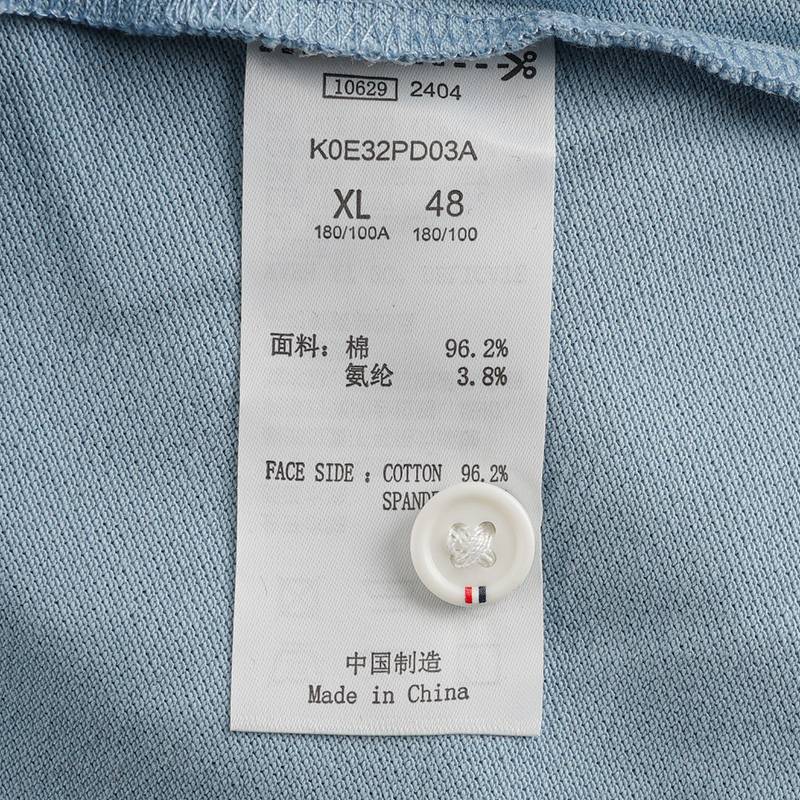 10629 2404
K0E32PD03A
XL 48
180/100A 180/100
面料: 棉 96.2%
氨纶 3.8%
FACE SIDE : COTTON 96.2%
中国制造
Made in China